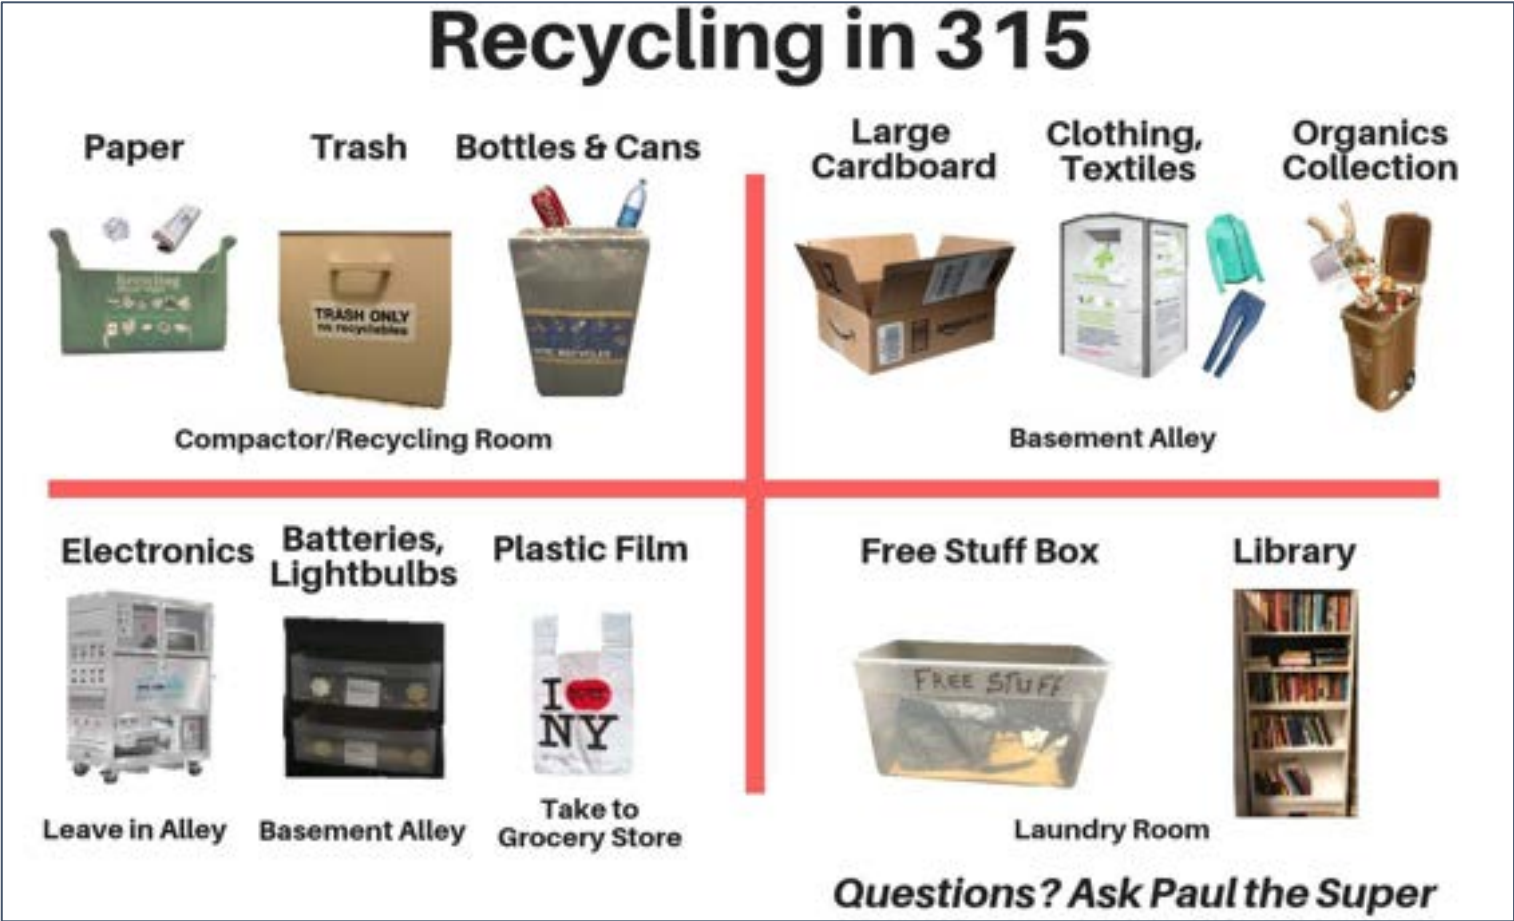 Recycling in 315
Paper
Trash
Bottles & Cans
Recycling
TRASH ONLY
no recyclables
Compactor/Recycling Room
Large
Cardboard
Clothing,
Textiles
Organics
Collection
Basement Alley
Electronics
Batteries,
Lightbulbs
Plastic Film
I
NY
Leave in Alley
Basement Alley
Take to
Grocery Store
Free Stuff Box
Library
FREE STUFF
Laundry Room
Questions? Ask Paul the Super